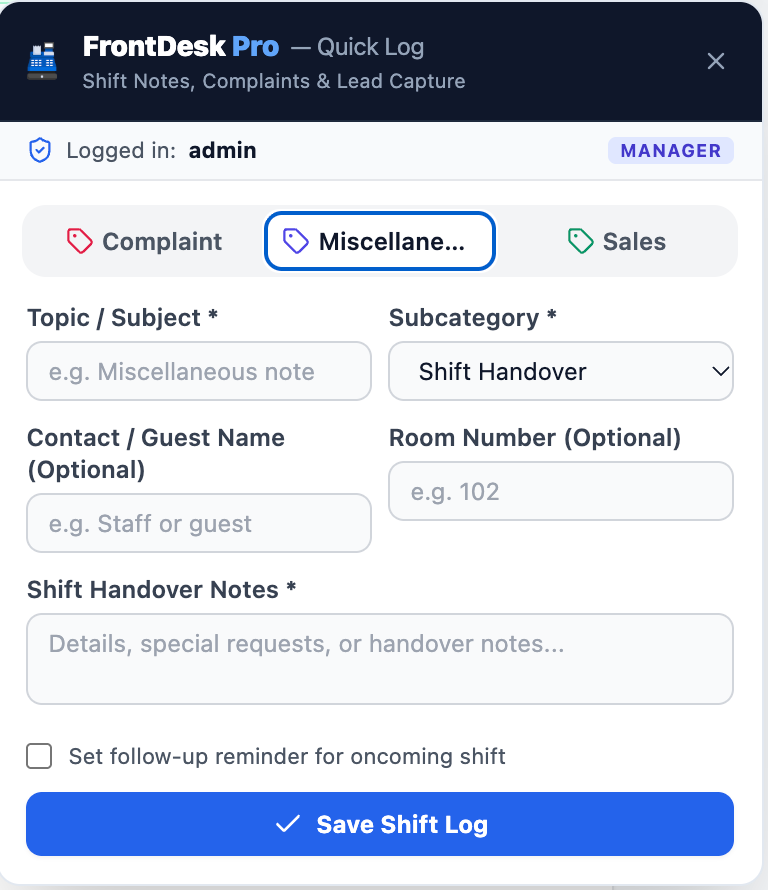 FrontDesk Pro — Quick Log
Shift Notes, Complaints & Lead Capture
Logged in: admin
MANAGER
Complaint
Miscellane...
Sales
Topic / Subject *
Subcategory *
e.g. Miscellaneous note
Shift Handover
Contact / Guest Name
(Optional)
Room Number (Optional)
e.g. Staff or guest
e.g. 102
Shift Handover Notes *
Details, special requests, or handover notes...
Set follow-up reminder for oncoming shift
Save Shift Log